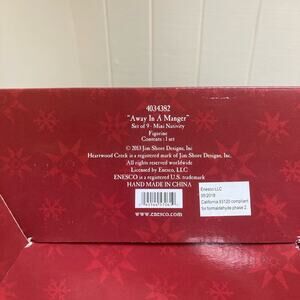 4034382
"Away In A Manger"
Set of 9 - Mini Nativity
Figurine
Contents : 1 set
© 2013 Jim Shore Designs, Inc.
Heartwood Creek is a registered mark of Jim Shore Designs, Inc.
All rights reserved worldwide
Licensed by Enesco, LLC
ENESCO is a registered U.S. trademark
HAND MADE IN CHINA
www.enesco.com
Enesco LLC
California 93120 compliant
for formaldehyde phase 2